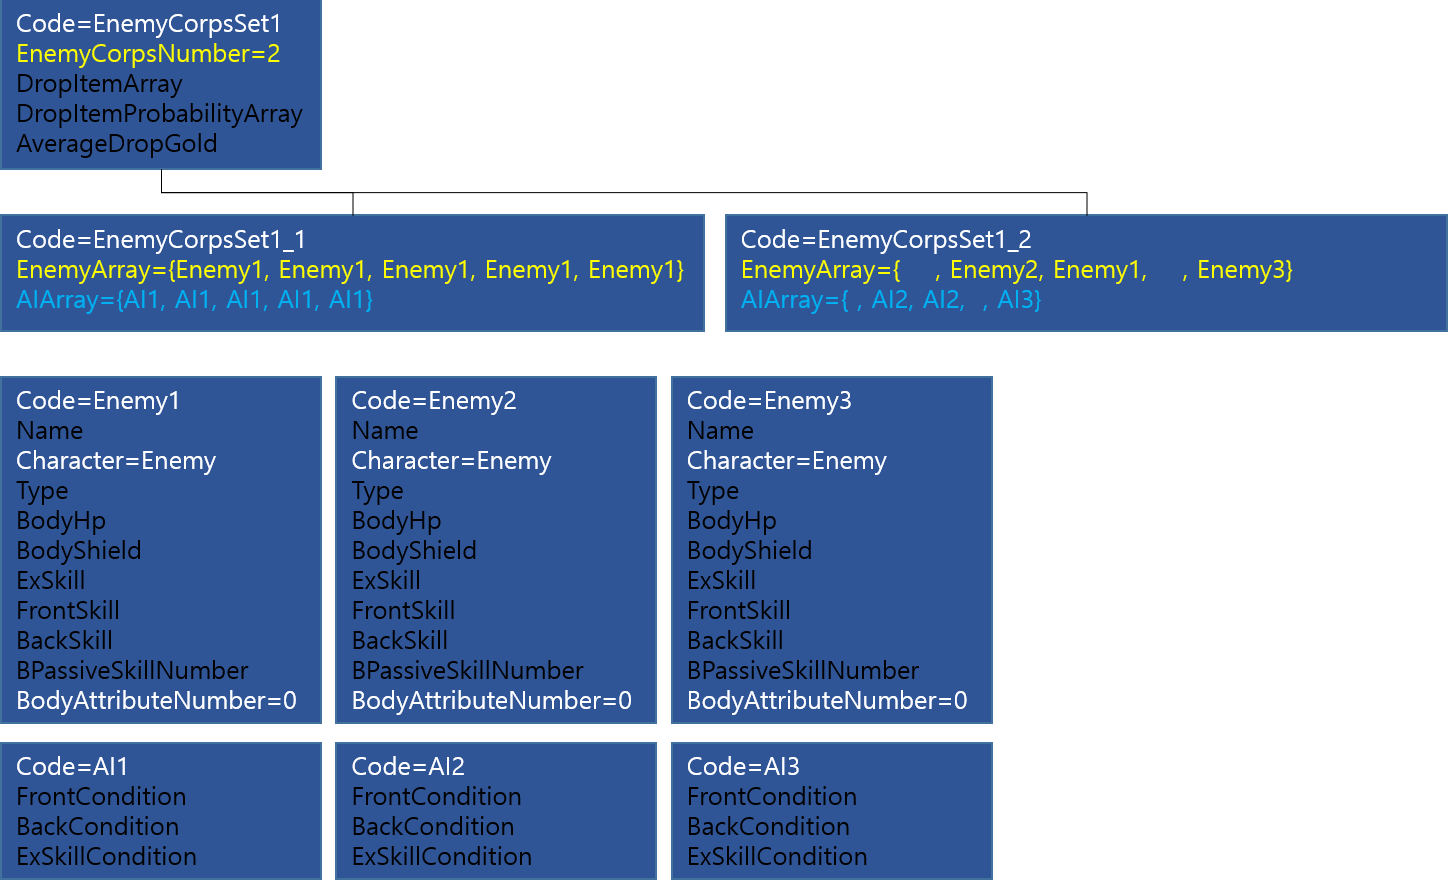 Code=EnemyCorpsSet1
EnemyCorpsNumber=2
DropItemArray
DropItemProbabilityArray
AverageDropGold
Code=EnemyCorpsSet1_1
EnemyArray={Enemy1, Enemy1, Enemy1, Enemy1, Enemy1}
AIArray={AI1, AI1, AI1, AI1, AI1}
Code=EnemyCorpsSet1_2
EnemyArray={     , Enemy2, Enemy1,     , Enemy3}
AIArray={ , AI2, AI2,  , AI3}
Code=Enemy1
Name
Character=Enemy
Type
BodyHp
BodyShield
ExSkill
FrontSkill
BackSkill
BPassiveSkillNumber
BodyAttributeNumber=0
Code=Enemy2
Name
Character=Enemy
Type
BodyHp
BodyShield
ExSkill
FrontSkill
BackSkill
BPassiveSkillNumber
BodyAttributeNumber=0
Code=Enemy3
Name
Character=Enemy
Type
BodyHp
BodyShield
ExSkill
FrontSkill
BackSkill
BPassiveSkillNumber
BodyAttributeNumber=0
Code=AI1
FrontCondition
BackCondition
ExSkillCondition
Code=AI2
FrontCondition
BackCondition
ExSkillCondition
Code=AI3
FrontCondition
BackCondition
ExSkillCondition